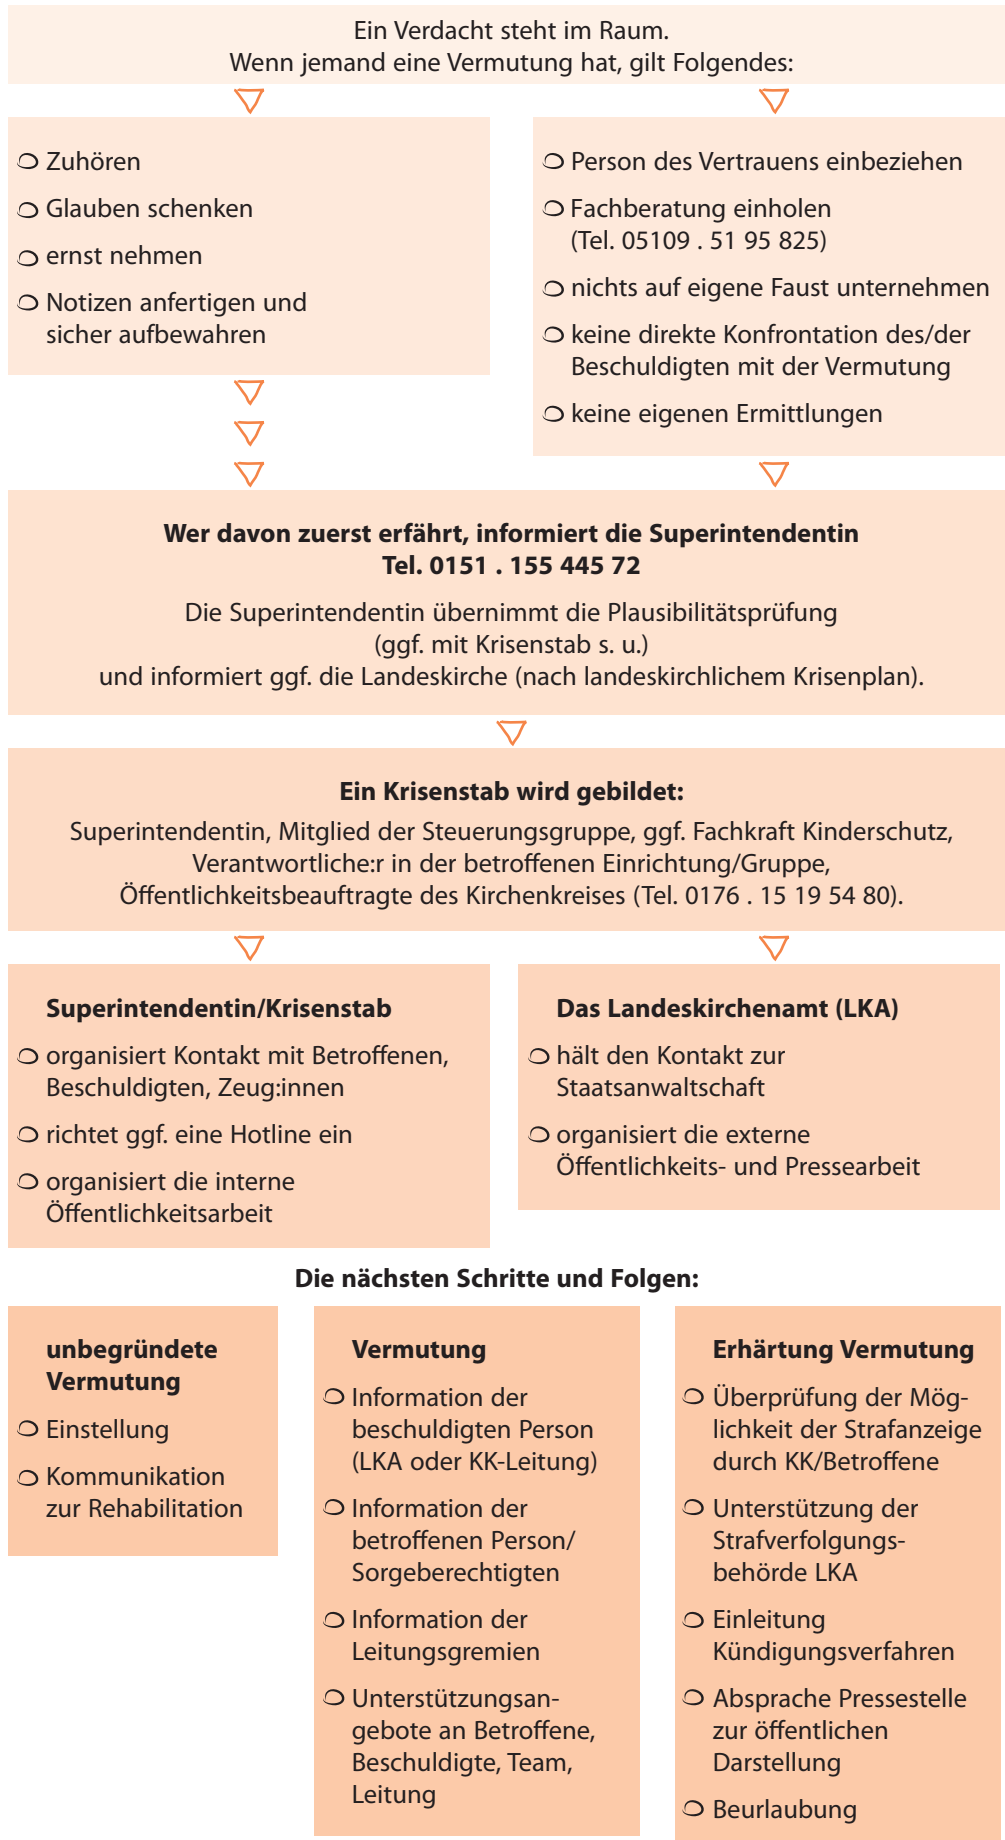 Ein Verdacht steht im Raum.
Wenn jemand eine Vermutung hat, gilt Folgendes:
Zuhören
Glauben schenken
ernst nehmen
Notizen anfertigen und
sicher aufbewahren
Person des Vertrauens einbeziehen
Fachberatung einholen
(Tel. 05109 . 51 95 825)
nichts auf eigene Faust unternehmen
keine direkte Konfrontation des/der
Beschuldigten mit der Vermutung
keine eigenen Ermittlungen
Wer davon zuerst erfährt, informiert die Superintendentin
Tel. 0151 . 155 445 72
Die Superintendentin übernimmt die Plausibilitätsprüfung
(ggf. mit Krisenstab s. u.)
und informiert ggf. die Landeskirche (nach landeskirchlichem Krisenplan).
Ein Krisenstab wird gebildet:
Superintendentin, Mitglied der Steuerungsgruppe, ggf. Fachkraft Kinderschutz,
Verantwortliche:r in der betroffenen Einrichtung/Gruppe,
Öffentlichkeitsbeauftragte des Kirchenkreises (Tel. 0176 . 15 19 54 80).
Superintendentin/Krisenstab
organisiert Kontakt mit Betroffenen,
Beschuldigten, Zeug:innen
richtet ggf. eine Hotline ein
organisiert die interne
Öffentlichkeitsarbeit
Das Landeskirchenamt (LKA)
hält den Kontakt zur
Staatsanwaltschaft
organisiert die externe
Öffentlichkeits- und Pressearbeit
Die nächsten Schritte und Folgen:
unbegründete
Vermutung
Einstellung
Kommunikation
zur Rehabilitation
Vermutung
Information der
beschuldigten Person
(LKA oder KK-Leitung)
Information der
betroffenen Person/
Sorgeberechtigten
Information der
Leitungsgremien
Unterstützungsan-
gebote an Betroffene,
Beschuldigte, Team,
Leitung
Erhärtung Vermutung
Überprüfung der Mög-
lichkeit der Strafanzeige
durch KK/Betroffene
Unterstützung der
Strafverfolgungs-
behörde LKA
Einleitung
Kündigungsverfahren
Absprache Pressestelle
zur öffentlichen
Darstellung
Beurlaubung